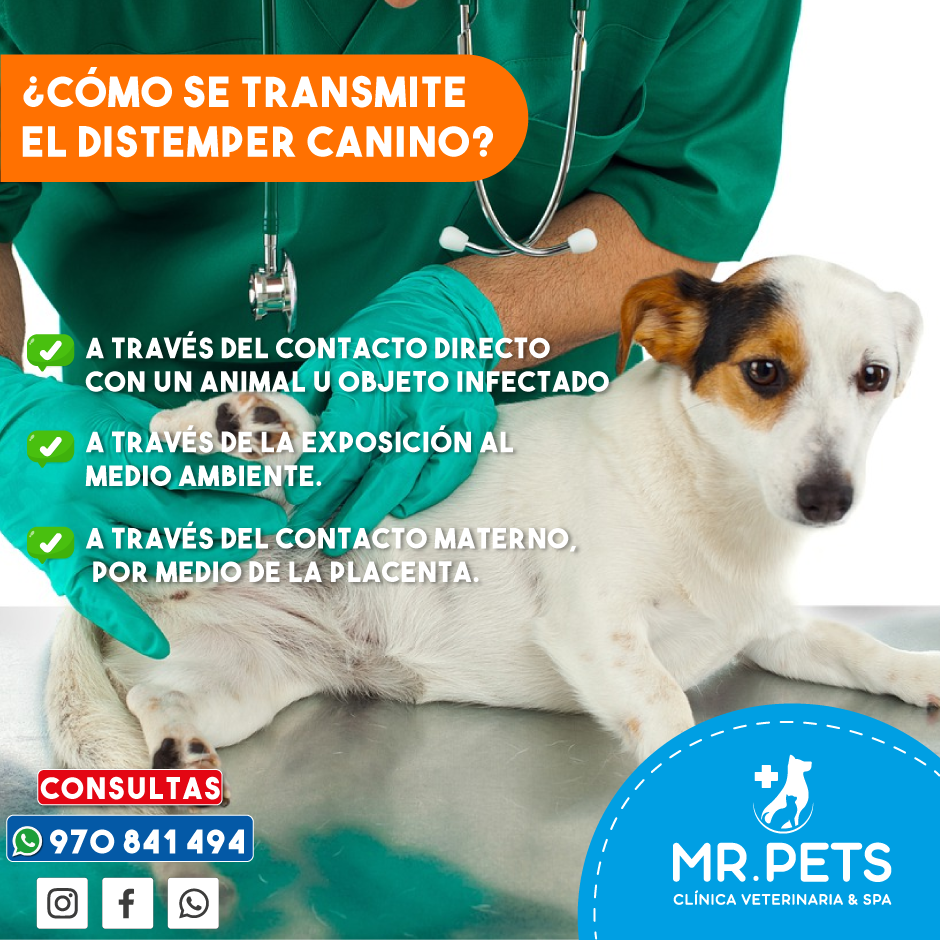 ¿CÓMO SE TRANSMITE
EL DISTEMPER CANINO?
A TRAVÉS DEL CONTACTO DIRECTO
CON UN ANIMAL U OBJETO INFECTADO
A TRAVÉS DE LA EXPOSICIÓN AL
MEDIO AMBIENTE.
A TRAVÉS DEL CONTACTO MATERNO,
POR MEDIO DE LA PLACENTA.
CONSULTAS
970 841 494
MR.PETS
CLÍNICA VETERINARIA & SPA